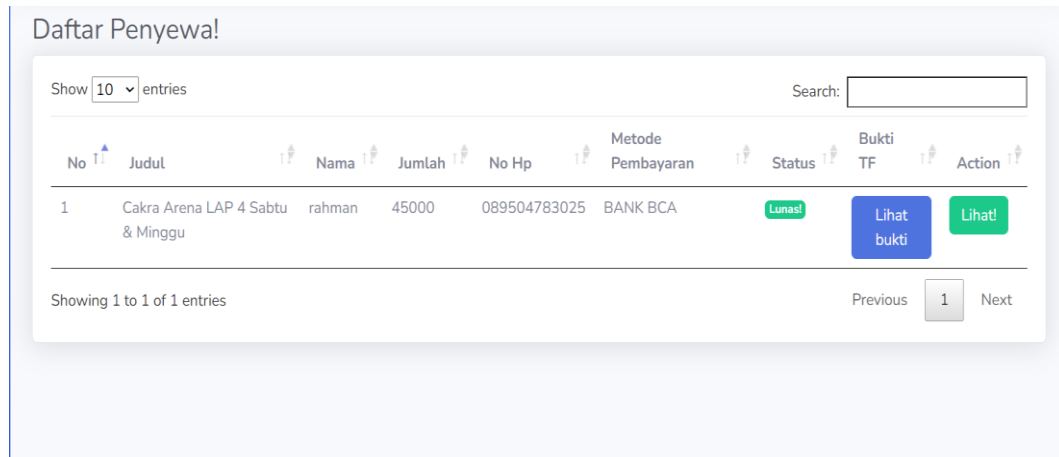 Daftar Penyewa!
Show 10 entries
Search:
No Judul Nama Jumlah No Hp Metode Pembayaran Status Bukti TF Action
1 Cakra Arena LAP 4 Sabtu & Minggu rahman 45000 089504783025 BANK BCA Lunas! Lihat bukti Lihat!
Showing 1 to 1 of 1 entries
Previous 1 Next